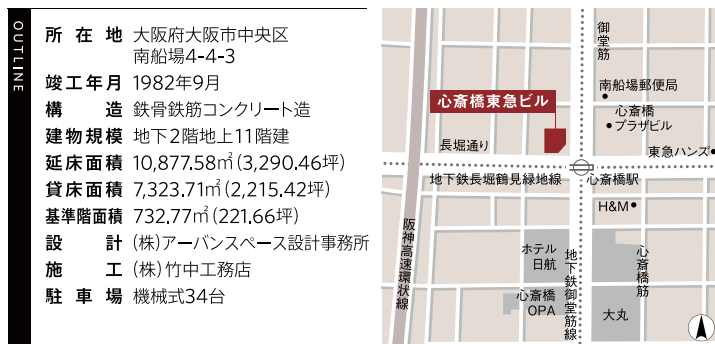 OUTLINE
所在地 大阪府大阪市中央区
南船場4-4-3
竣工年月 1982年9月
構造 鉄骨鉄筋コンクリート造
建物規模 地下2階地上11階建
延床面積 10,877.58㎡(3,290.46坪)
貸床面積 7,323.71㎡(2,215.42坪)
基準階面積 732.77㎡(221.66坪)
設計 (株)アーバンスペース設計事務所
施工 (株)竹中工務店
駐車場 機械式34台
御堂筋
南船場郵便局
心斎橋東急ビル
心斎橋
プラザビル
長堀通り
東急ハンズ
地下鉄長堀鶴見緑地線
心斎橋駅
H&M
阪神高速環状線
ホテル
日航
地下鉄御堂筋線
心斎橋筋
心斎橋
OPA
大丸